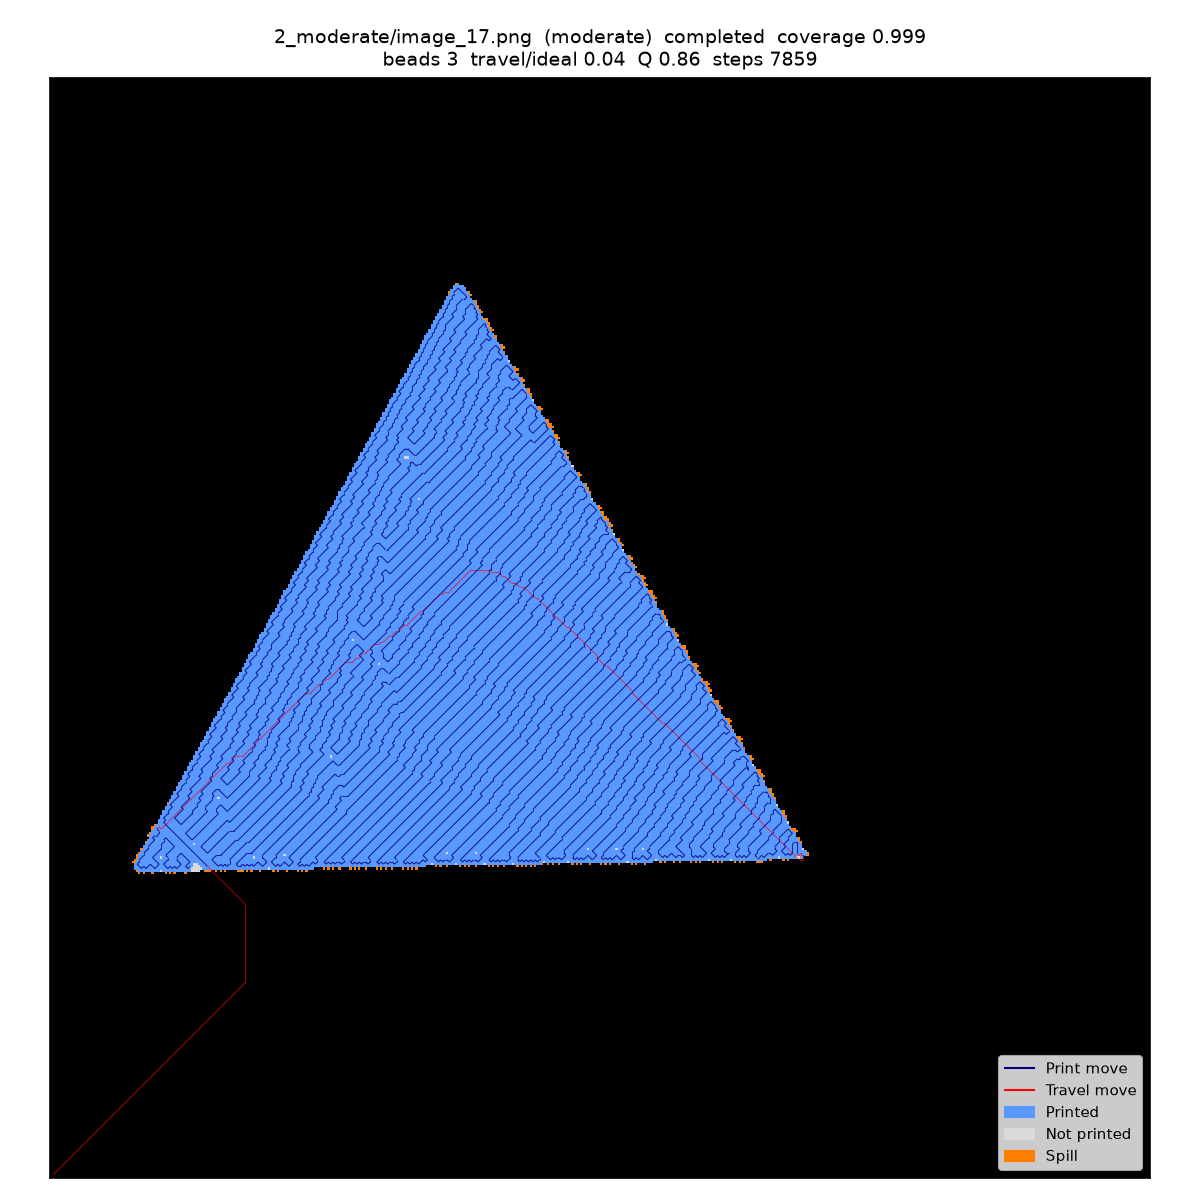 2_moderate/image_17.png  (moderate)  completed  coverage 0.999
beads 3  travel/ideal 0.04  Q 0.86  steps 7859
Print move
Travel move
Printed
Not printed
Spill